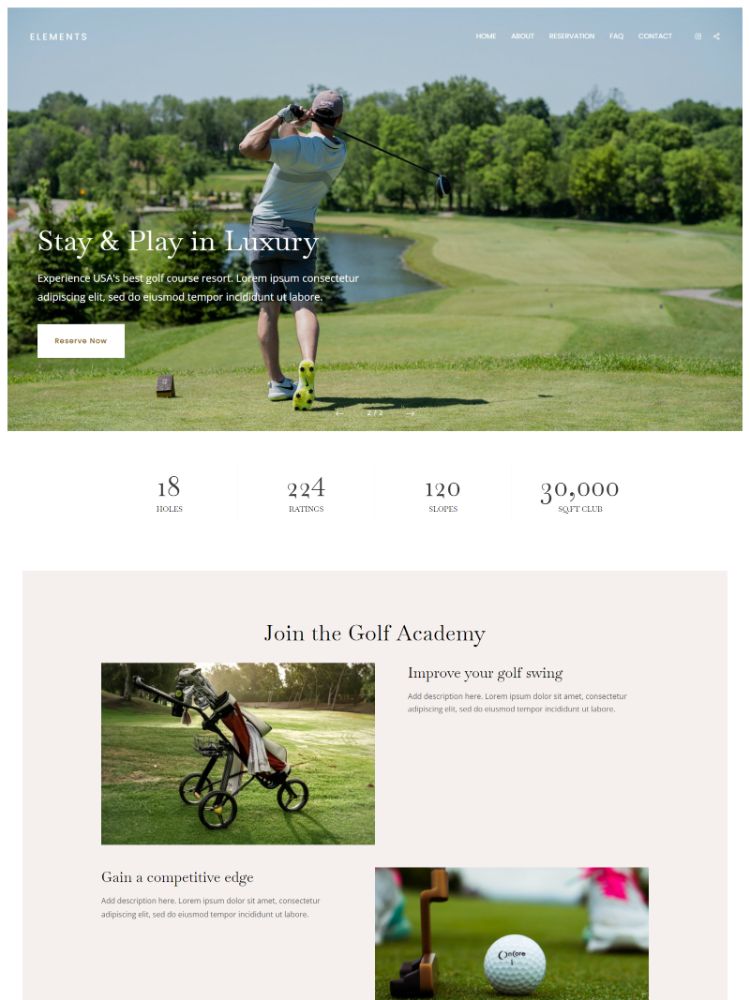 ELEMENTS
HOME ABOUT RESERVATION FAQ CONTACT
Stay & Play in Luxury
Experience USA's best golf course resort. Lorem ipsum consectetur
adipiscing elit, sed do eiusmod tempor incididunt ut labore.
Reserve Now
2 / 2
18 224 120 30,000
HOLES RATINGS SLOPES SQ.FT CLUB
Join the Golf Academy
Improve your golf swing
Add description here. Lorem ipsum dolor sit amet, consectetur
adipiscing elit, sed do eiusmod tempor incididunt ut labore.
Gain a competitive edge
Add description here. Lorem ipsum dolor sit amet, consectetur
adipiscing elit, sed do eiusmod tempor incididunt ut labore.
OnCore